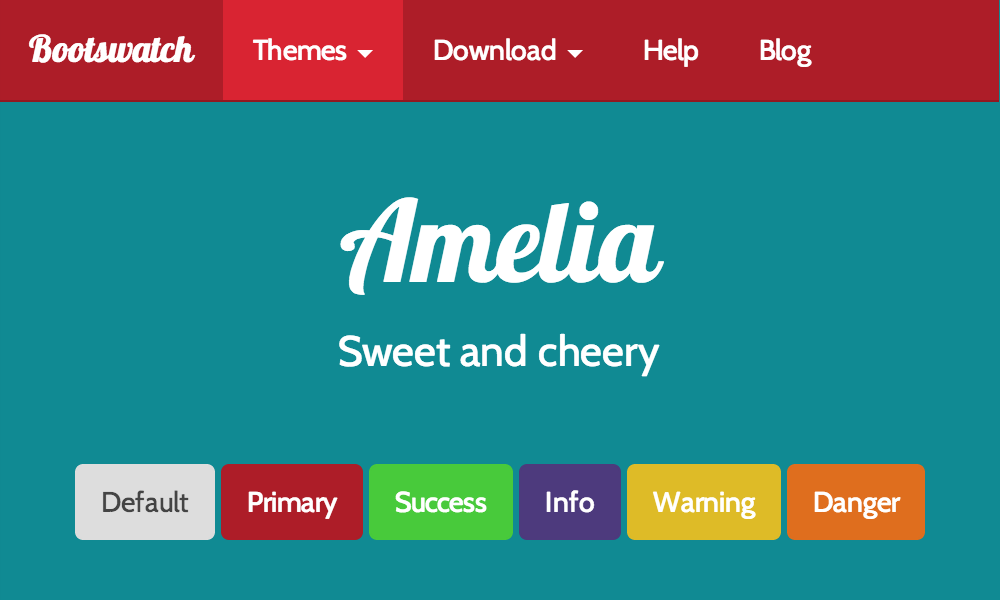 Bootswatch Themes Download Help Blog
Amelia
Sweet and cheery
Default Primary Success Info Warning Danger